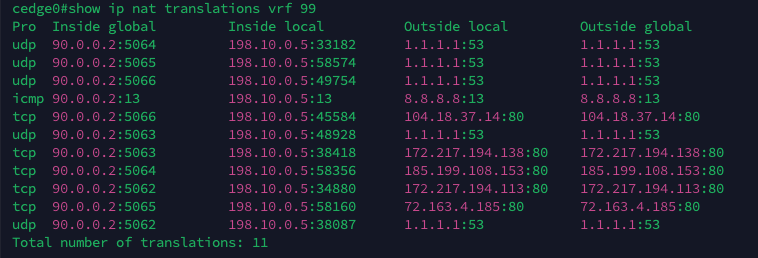 cedge0#show ip nat translations vrf 99
Pro  Inside global         Inside local          Outside local         Outside global
udp  90.0.0.2:5064         198.10.0.5:33182      1.1.1.1:53            1.1.1.1:53
udp  90.0.0.2:5065         198.10.0.5:58574      1.1.1.1:53            1.1.1.1:53
udp  90.0.0.2:5066         198.10.0.5:49754      1.1.1.1:53            1.1.1.1:53
icmp 90.0.0.2:13           198.10.0.5:13         8.8.8.8:13            8.8.8.8:13
tcp  90.0.0.2:5066         198.10.0.5:45584      104.18.37.14:80       104.18.37.14:80
udp  90.0.0.2:5063         198.10.0.5:48928      1.1.1.1:53            1.1.1.1:53
tcp  90.0.0.2:5063         198.10.0.5:38418      172.217.194.138:80    172.217.194.138:80
tcp  90.0.0.2:5064         198.10.0.5:58356      185.199.108.153:80    185.199.108.153:80
tcp  90.0.0.2:5062         198.10.0.5:34880      172.217.194.113:80    172.217.194.113:80
tcp  90.0.0.2:5065         198.10.0.5:58160      72.163.4.185:80       72.163.4.185:80
udp  90.0.0.2:5062         198.10.0.5:38087      1.1.1.1:53            1.1.1.1:53
Total number of translations: 11